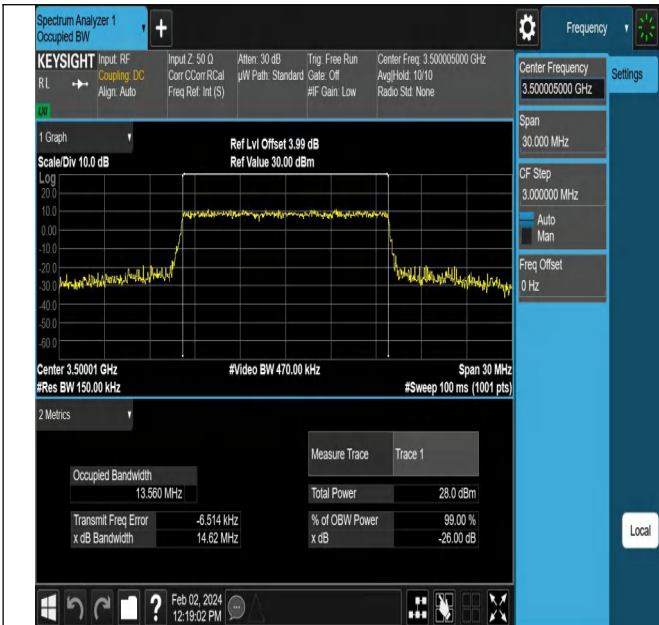 Spectrum Analyzer 1
Occupied BW
+
Frequency
KEYSIGHT
RL
LXI
Input: RF
Coupling: DC
Align: Auto
Input Z: 50 Ω
Corr CCorr RCal
Freq Ref: Int (S)
Atten: 30 dB
µW Path: Standard
Trig: Free Run
Gate: Off
#IF Gain: Low
Center Freq: 3.500005000 GHz
Avg|Hold: 10/10
Radio Std: None
Center Frequency
3.500005000 GHz
Settings
Span
30.000 MHz
CF Step
3.000000 MHz
Auto
Man
Freq Offset
0 Hz
1 Graph
Scale/Div 10.0 dB
Ref Lvl Offset 3.99 dB
Ref Value 30.00 dBm
Log
20.0
10.0
0.00
-10.0
-20.0
-30.0
-40.0
-50.0
-60.0
Center 3.50001 GHz
#Video BW 470.00 kHz
Span 30 MHz
#Res BW 150.00 kHz
#Sweep 100 ms (1001 pts)
2 Metrics
Measure Trace
Trace 1
Occupied Bandwidth
13.560 MHz
Total Power
28.0 dBm
Transmit Freq Error
-6.514 kHz
% of OBW Power
99.00 %
x dB Bandwidth
14.62 MHz
x dB
-26.00 dB
Local
?
Feb 02, 2024
12:19:02 PM